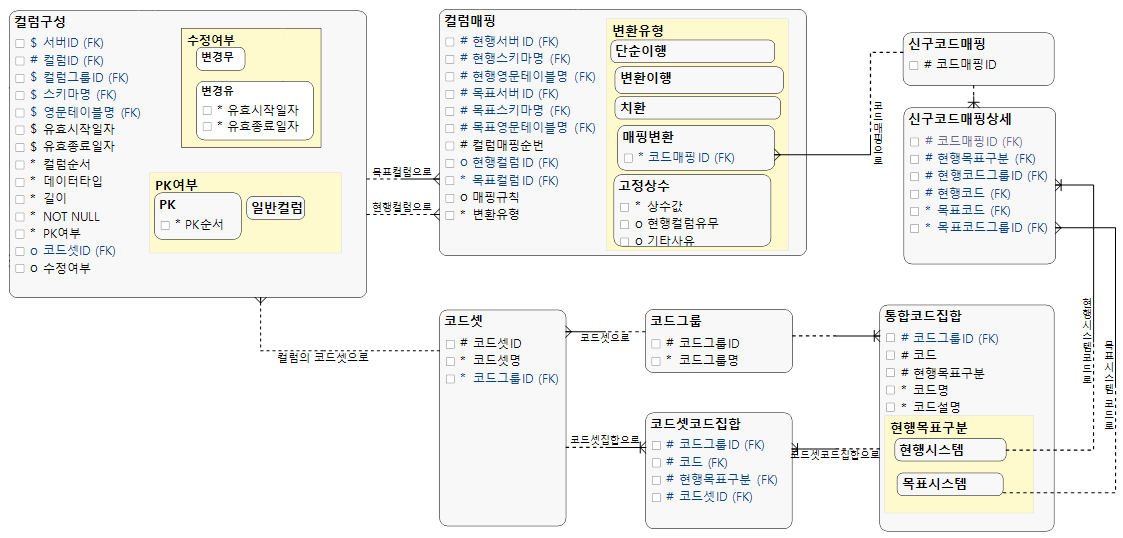 컬럼구성
$ 서버ID (FK)
# 컬럼ID (FK)
$ 컬럼그룹ID (FK)
$ 스키마명 (FK)
$ 영문테이블명 (FK)
$ 유효시작일자
$ 유효종료일자
* 컬럼순서
* 데이터타입
* 길이
* NOT NULL
* PK여부
o 코드셋ID (FK)
o 수정여부
수정여부
변경무
변경유
* 유효시작일자
* 유효종료일자
PK여부
PK
* PK순서
일반컬럼
목표컬럼으로
현행컬럼으로
컬럼매핑
# 현행서버ID (FK)
# 현행스키마명 (FK)
# 현행영문테이블명 (FK)
# 목표서버ID (FK)
# 목표스키마명 (FK)
# 목표영문테이블명 (FK)
# 컬럼매핑순번
o 현행컬럼ID (FK)
* 목표컬럼ID (FK)
o 매핑규칙
* 변환유형
변환유형
단순이행
변환이행
치환
매핑변환
* 코드매핑ID (FK)
고정상수
* 상수값
o 현행컬럼유무
o 기타사유
코드매핑으로
신구코드매핑
# 코드매핑ID
신구코드매핑상세
# 코드매핑ID (FK)
# 현행목표구분 (FK)
# 현행코드그룹ID (FK)
# 현행코드 (FK)
* 목표코드 (FK)
* 목표코드그룹ID (FK)
컬럼의 코드셋으로
코드셋
# 코드셋ID
* 코드셋명
* 코드그룹ID (FK)
코드셋으로
코드셋집합으로
코드그룹
# 코드그룹ID
* 코드그룹명
코드셋코드집합
# 코드그룹ID (FK)
# 코드 (FK)
# 현행목표구분 (FK)
# 코드셋ID (FK)
코드셋코드집합으로
통합코드집합
# 코드그룹ID (FK)
# 코드
# 현행목표구분
* 코드명
* 코드설명
현행목표구분
현행시스템
목표시스템
현행시스템코드로
목표시스템코드로